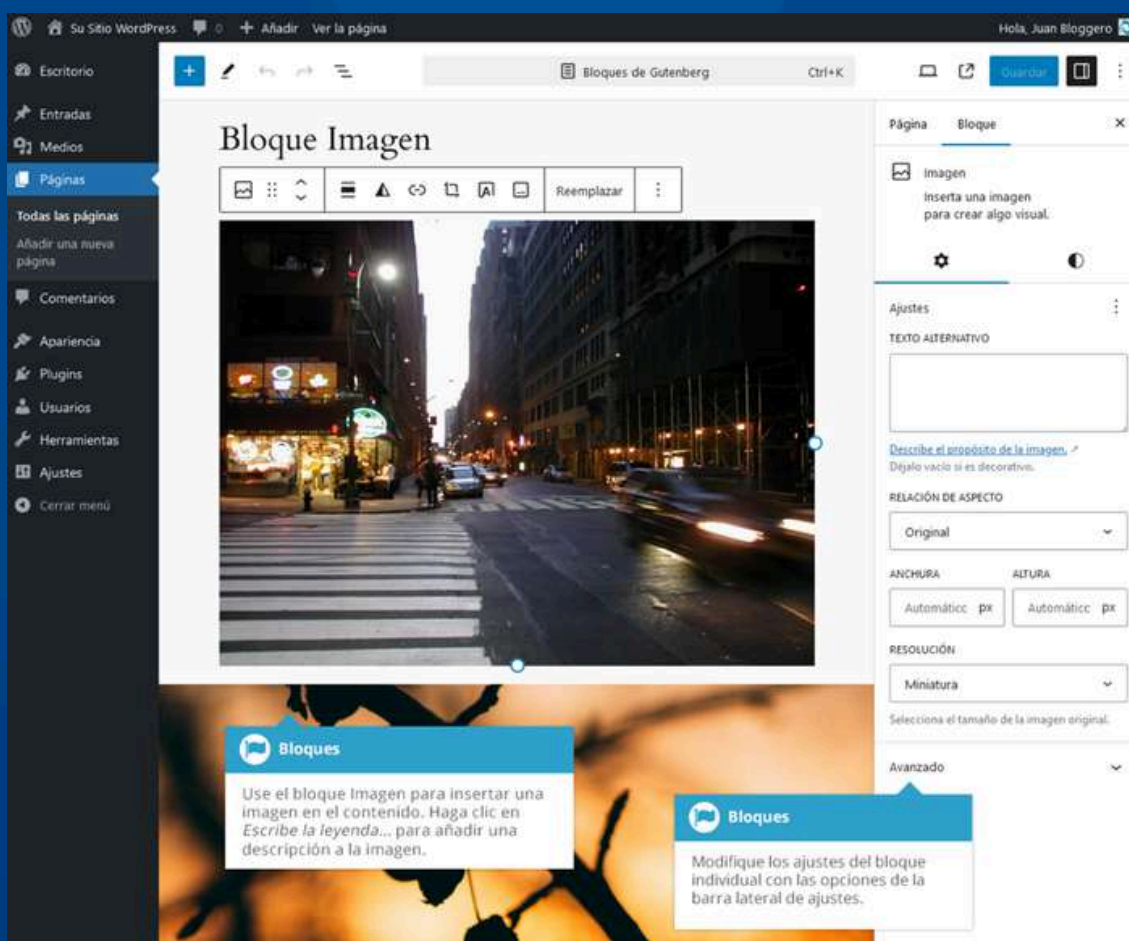 Su Sitio WordPress 0 + Añadir Ver la página Hola, Juan Bloggero
Escritorio
Entradas
Medios
Páginas
Todas las páginas
Añadir una nueva
página
Comentarios
Apariencia
Plugins
Usuarios
Herramientas
Ajustes
Cerrar menú
Bloques de Gutenberg Ctrl+K Guardar
Bloque Imagen
A Reemplazar
Página Bloque ×
Imagen
Inserta una imagen
para crear algo visual.
Ajustes
TEXTO ALTERNATIVO
Describe el propósito de la imagen. ↗
Déjalo vacío si es decorativo.
RELACIÓN DE ASPECTO
Original
ANCHURA ALTURA
Automáticc px Automáticc px
RESOLUCIÓN
Miniatura
Selecciona el tamaño de la imagen original.
Avanzado
Bloques
Use el bloque Imagen para insertar una
imagen en el contenido. Haga clic en
Escribe la leyenda... para añadir una
descripción a la imagen.
Bloques
Modifique los ajustes del bloque
individual con las opciones de la
barra lateral de ajustes.